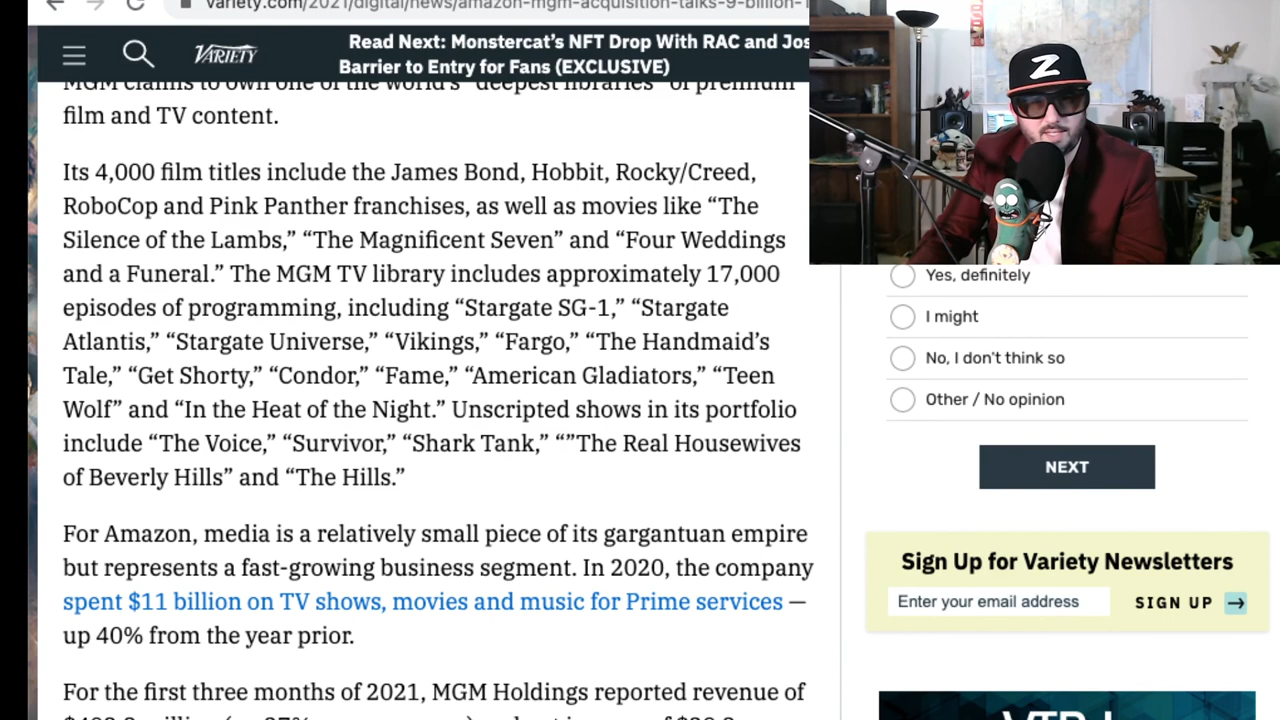 variety.com/2021/digital/news/amazon-mgm-acquisition-talks-9-billion-1
VARIETY
Read Next: Monstercat's NFT Drop With RAC and Jos
Barrier to Entry for Fans (EXCLUSIVE)
MGM claims to own one of the world's “deepest libraries” of premium
film and TV content.
Its 4,000 film titles include the James Bond, Hobbit, Rocky/Creed,
RoboCop and Pink Panther franchises, as well as movies like “The
Silence of the Lambs,” “The Magnificent Seven” and “Four Weddings
and a Funeral.” The MGM TV library includes approximately 17,000
episodes of programming, including “Stargate SG-1,” “Stargate
Atlantis,” “Stargate Universe,” “Vikings,” “Fargo,” “The Handmaid’s
Tale,” “Get Shorty,” “Condor,” “Fame,” “American Gladiators,” “Teen
Wolf” and “In the Heat of the Night.” Unscripted shows in its portfolio
include “The Voice,” “Survivor,” “Shark Tank,” “”The Real Housewives
of Beverly Hills” and “The Hills.”
For Amazon, media is a relatively small piece of its gargantuan empire
but represents a fast-growing business segment. In 2020, the company
spent $11 billion on TV shows, movies and music for Prime services —
up 40% from the year prior.
For the first three months of 2021, MGM Holdings reported revenue of
Z
Yes, definitely
I might
No, I don't think so
Other / No opinion
NEXT
Sign Up for Variety Newsletters
Enter your email address
SIGN UP